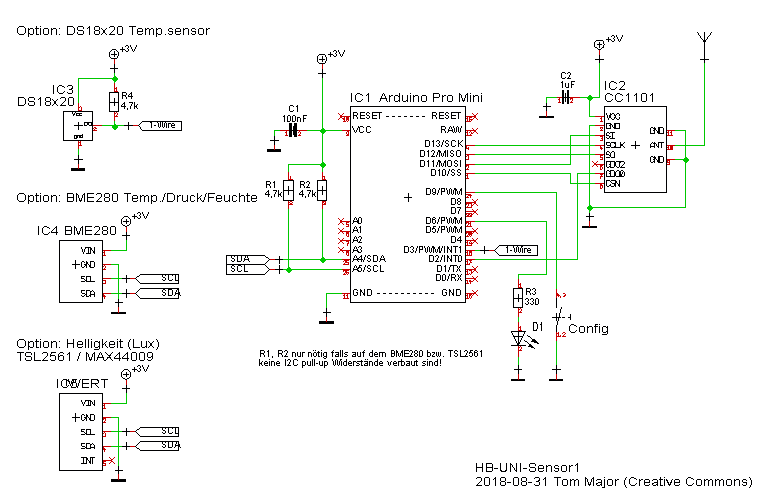 Option: DS18x20 Temp.sensor
+3V
IC3
DS18x20
R4
4,7k
Vcc
DQ
gnd
1-Wire
Option: BME280 Temp./Druck/Feuchte
+3V
IC4 BME280
VIN
GND
SCL
SDA
SCL
SDA
Option: Helligkeit (Lux)
TSL2561 / MAX44009
+3V
VIN
GND
SCL
SDA
INT
SCL
SDA
+3V
C1
100nF
R1
4,7k
R2
4,7k
SDA
SCL
IC1 Arduino Pro Mini
RESET
RESET
VCC
RAW
D13/SCK
D12/MISO
D11/MOSI
D10/SS
D9/PWM
D8
D7
A0
D6/PWM
A1
D5/PWM
A2
D4
A3
D3/PWM/INT1
A4/SDA
D2/INT0
A5/SCL
D1/TX
D0/RX
GND
GND
1-Wire
R3
330
D1
Config
+3V
C2
1uF
IC2
CC1101
VCC
GND
SI
SCLK
SO
GDO2
GDO0
CSN
GND
ANT
GND
R1, R2 nur nötig falls auf dem BME280 bzw. TSL2561
keine I2C pull-up Widerstände verbaut sind!
HB-UNI-Sensor1
2018-08-31 Tom Major (Creative Commons)